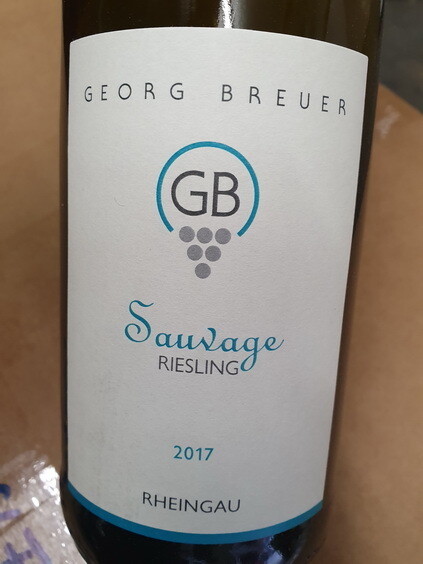 GEORG BREUER
GB
Sauvage
RIESLING
2017
RHEINGAU